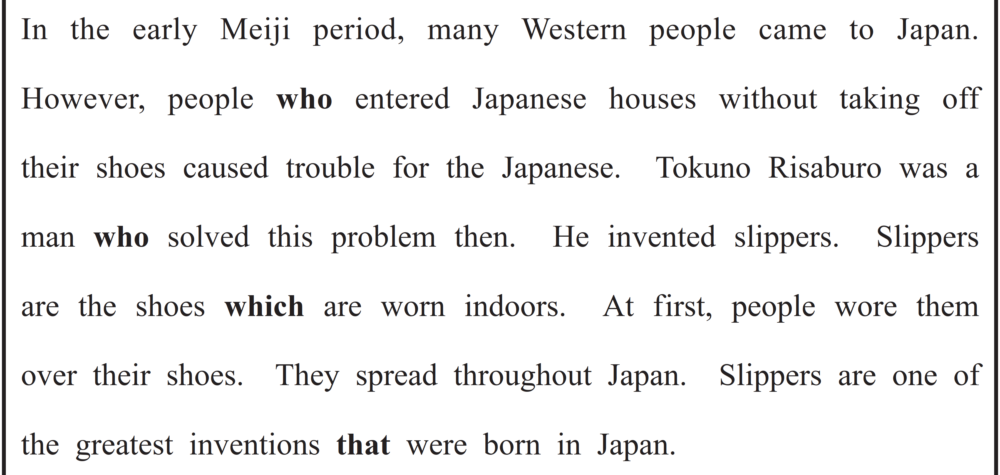 In the early Meiji period, many Western people came to Japan.
However, people who entered Japanese houses without taking off
their shoes caused trouble for the Japanese. Tokuno Risaburo was a
man who solved this problem then. He invented slippers. Slippers
are the shoes which are worn indoors. At first, people wore them
over their shoes. They spread throughout Japan. Slippers are one of
the greatest inventions that were born in Japan.